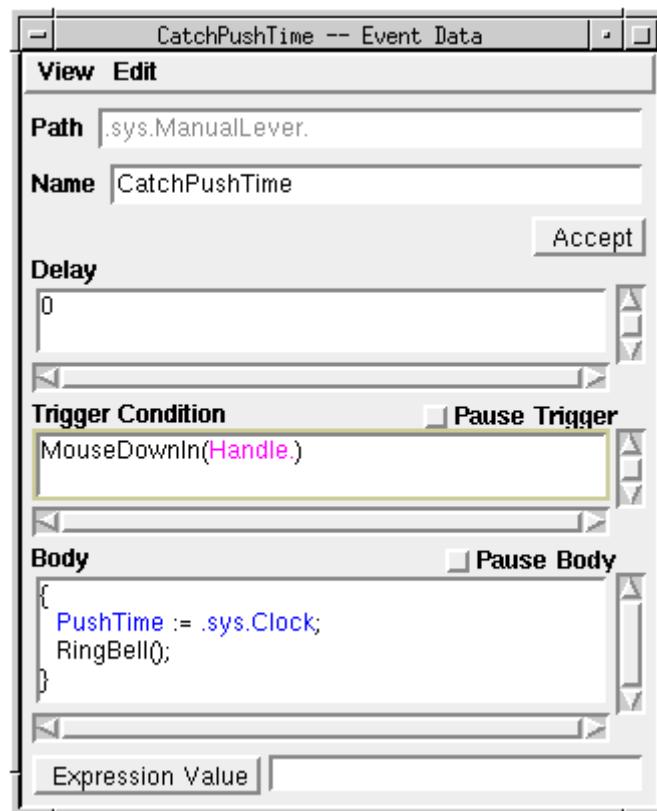 CatchPushTime -- Event Data
View Edit
Path .sys.ManualLever.
Name CatchPushTime
Accept
Delay
0
Trigger Condition Pause Trigger
MouseDownIn(Handle.)
Body Pause Body
{
PushTime := .sys.Clock;
RingBell();
}
Expression Value